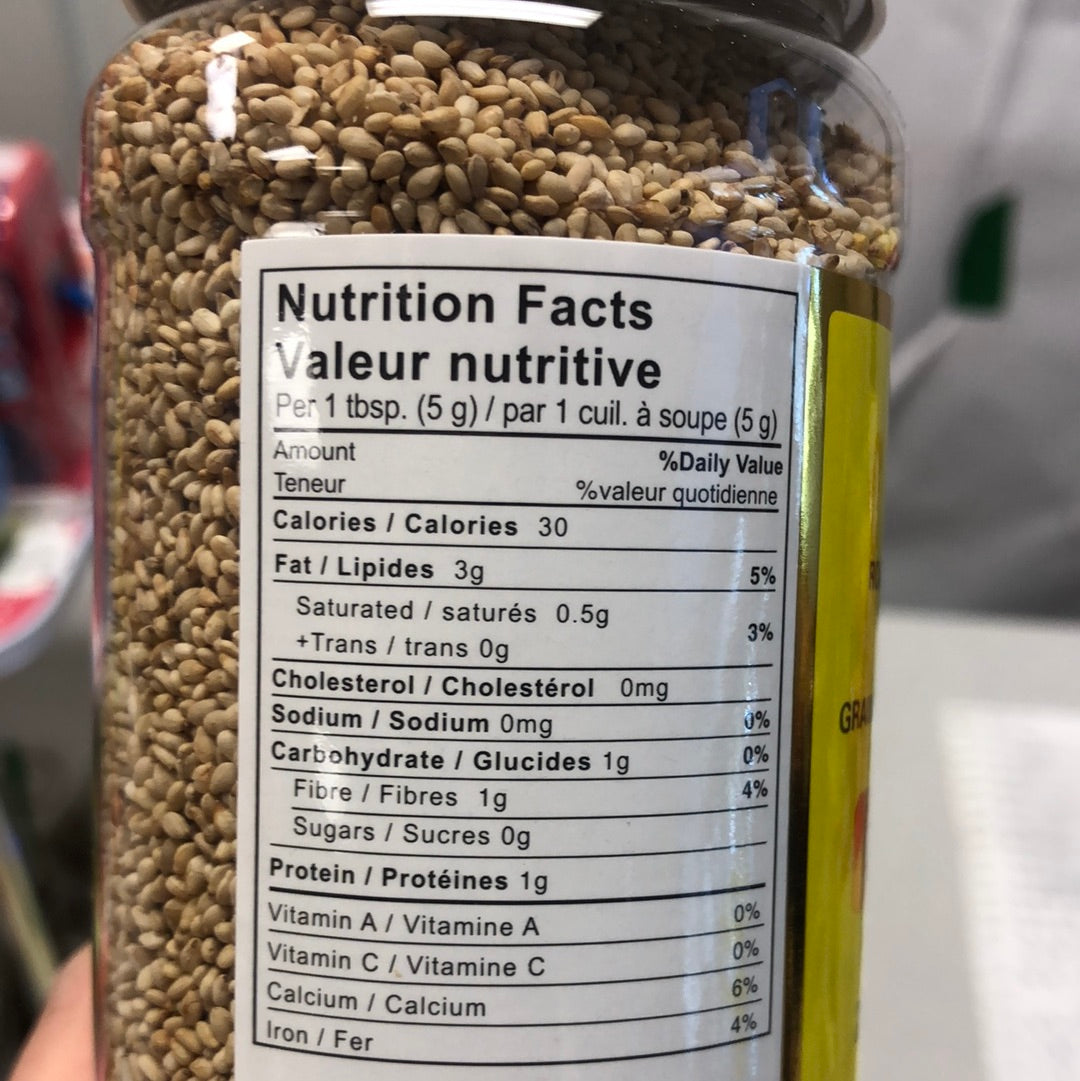 Nutrition Facts
Valeur nutritive
Per 1 tbsp. (5 g) / par 1 cuil. à soupe (5 g)
Amount %Daily Value
Teneur %valeur quotidienne
Calories / Calories 30
Fat / Lipides 3g 5%
Saturated / saturés 0.5g
+Trans / trans 0g 3%
Cholesterol / Cholestérol 0mg
Sodium / Sodium 0mg 0%
Carbohydrate / Glucides 1g 0%
Fibre / Fibres 1g 4%
Sugars / Sucres 0g
Protein / Protéines 1g
Vitamin A / Vitamine A 0%
Vitamin C / Vitamine C 0%
Calcium / Calcium 6%
Iron / Fer 4%